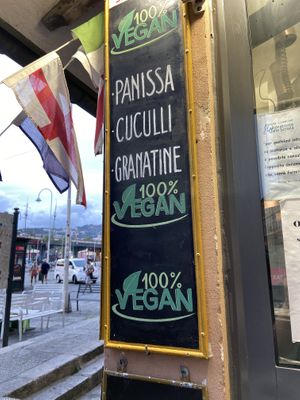 100%
VEGAN
• PANISSA
• CUCULLI
• GRANATINE
100%
VEGAN
100%
VEGAN